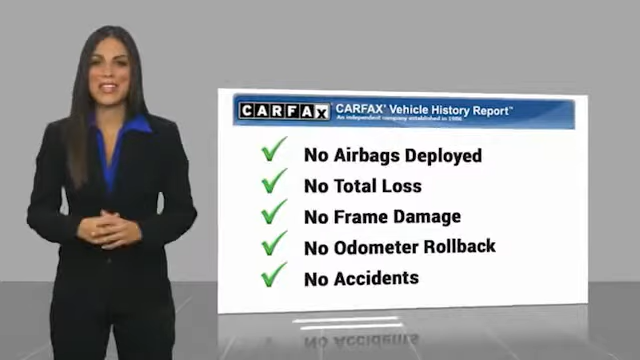 CARFAX CARFAX® Vehicle History Report™
An independent company established in 1986
No Airbags Deployed
No Total Loss
No Frame Damage
No Odometer Rollback
No Accidents